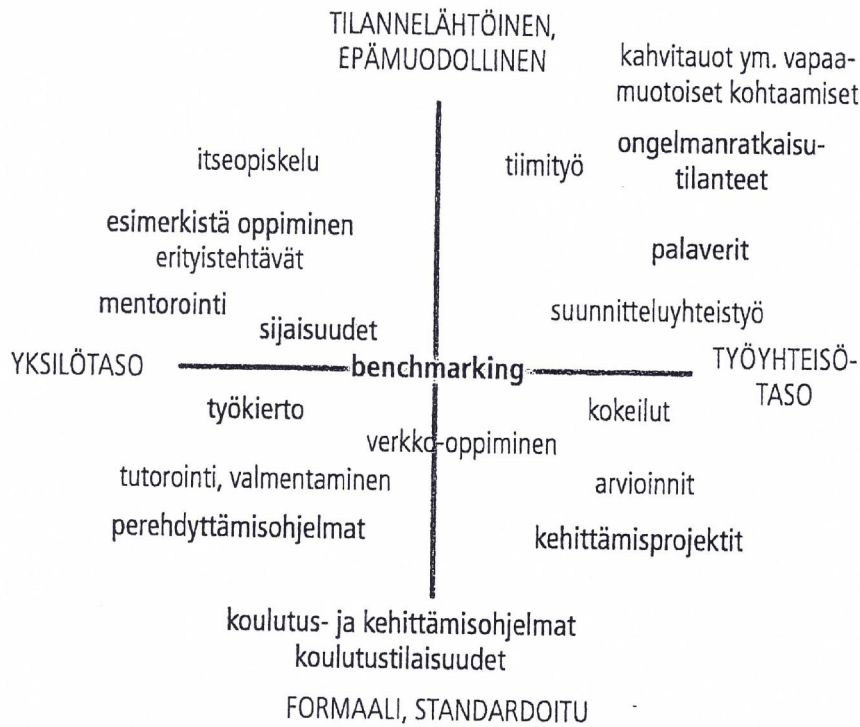 TILANNELÄHTÖINEN,
EPÄMUODOLLINEN
kahvitauot ym. vapaa-
muotoiset kohtaamiset
itseopiskelu
tiimityö
ongelmanratkaisu-
tilanteet
esimerkistä oppiminen
erityistehtävät
palaverit
mentorointi
sijaisuudet
suunnitteluyhteistyö
YKSILÖTASO
benchmarking
TYÖYHTEISÖ-
TASO
työkierto
kokeilut
verkko-oppiminen
tutorointi, valmentaminen
arvioinnit
perehdyttämisohjelmat
kehittämisprojektit
koulutus- ja kehittämisohjelmat
koulutustilaisuudet
FORMAALI, STANDARDOITU